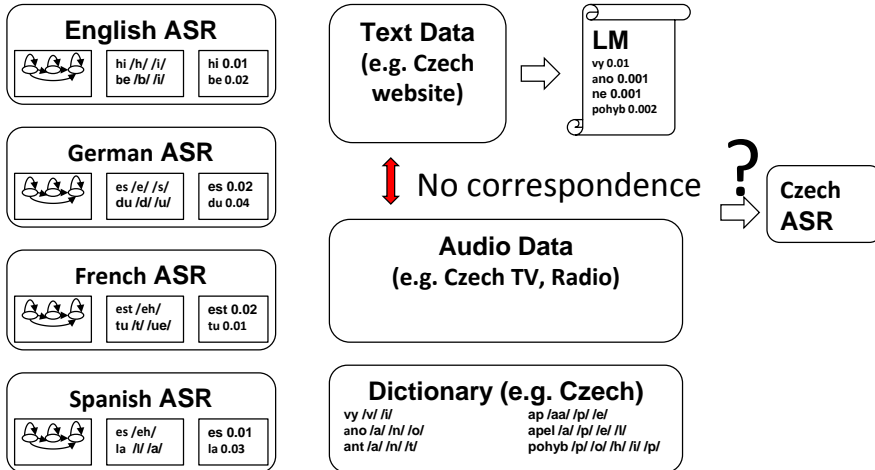 English ASR
hi /h/ /i/
be /b/ /i/
hi 0.01
be 0.02
German ASR
es /e/ /s/
du /d/ /u/
es 0.02
du 0.04
French ASR
est /eh/
tu /t/ /ue/
est 0.02
tu 0.01
Spanish ASR
es /eh/
la /l/ /a/
es 0.01
la 0.03
Text Data
(e.g. Czech
website)
LM
vy 0.01
ano 0.001
ne 0.001
pohyb 0.002
No correspondence
?
Czech
ASR
Audio Data
(e.g. Czech TV, Radio)
Dictionary (e.g. Czech)
vy /v/ /i/
ano /a/ /n/ /o/
ant /a/ /n/ /t/
ap /aa/ /p/ /e/
apel /a/ /p/ /e/ /l/
pohyb /p/ /o/ /h/ /i/ /p/